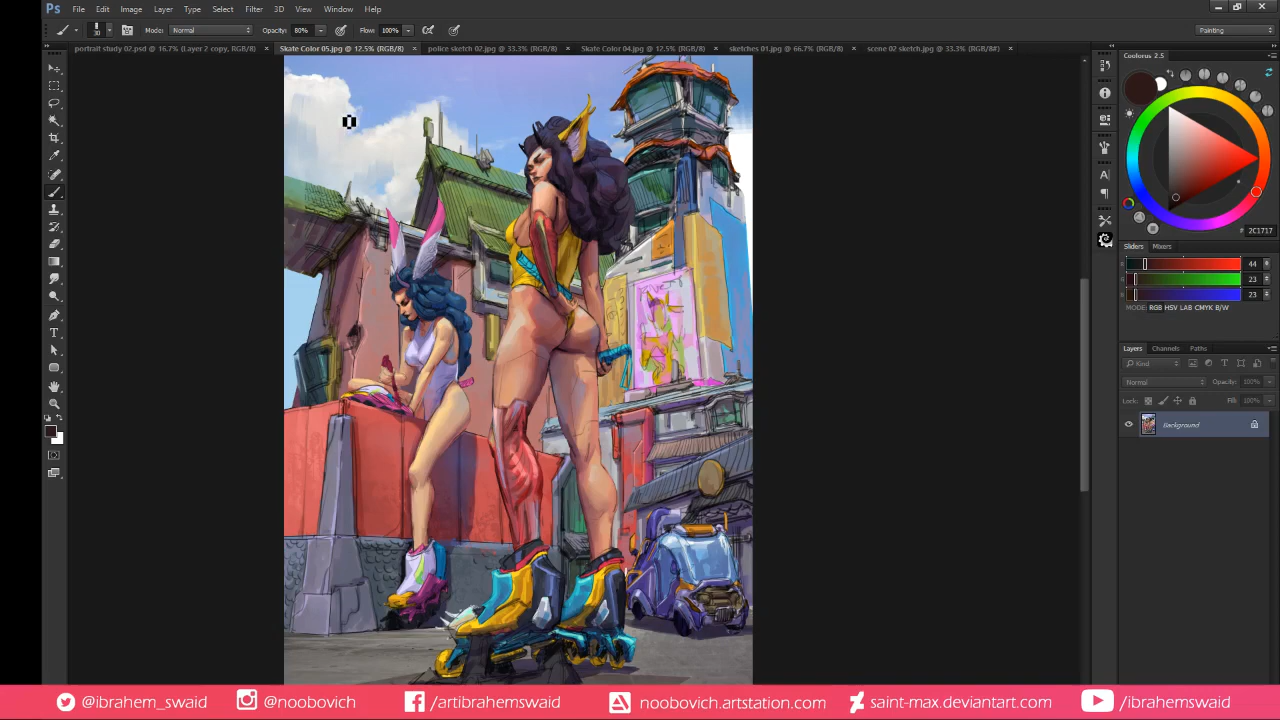 Ps File Edit Image Layer Type Select Filter 3D View Window Help
30 Mode: Normal Opacity: 80% Flow: 100% Painting
portrait study 02.psd @ 16.7% (Layer 2 copy, RGB/8) × Skate Color 05.jpg @ 12.5% (RGB/8) × police sketch 02.jpg @ 33.3% (RGB/8) × Skate Color 04.jpg @ 12.5% (RGB/8) × sketches 01.jpg @ 66.7% (RGB/8) × scene 02 sketch.jpg @ 33.3% (RGB/8#) ×
Coolorus 2.5
# 2C1717
Sliders Mixers
R 44
G 23
B 23
MODE: RGB HSV LAB CMYK B/W
Layers Channels Paths
Kind
Normal Opacity: 100%
Lock: Fill: 100%
Background
@ibrahem_swaid @noobovich /artibrahemswaid noobovich.artstation.com saint-max.deviantart.com /ibrahemswaid